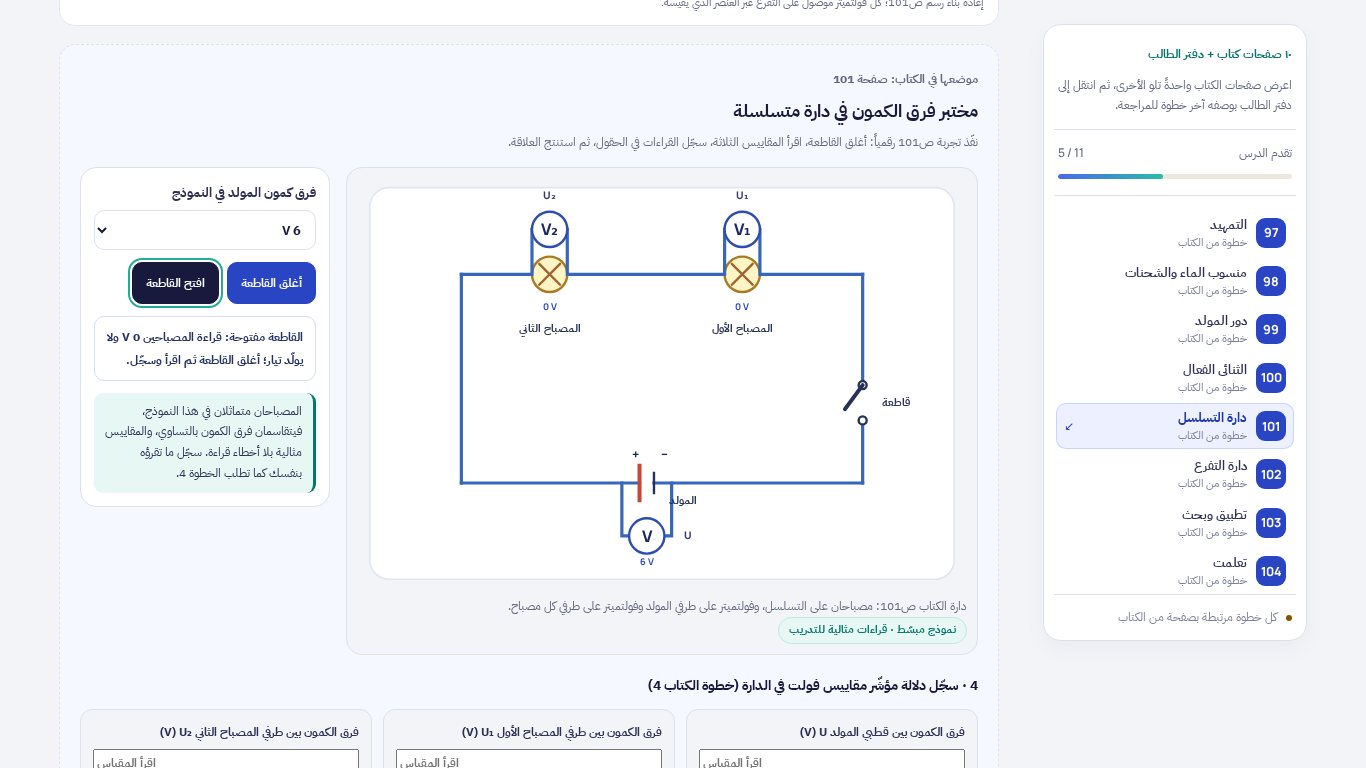 إعادة بناء رسم ص101؛ كل فولتميتر موصول على التفرع عبر العنصر الذي يقيسه.
موضعها في الكتاب: صفحة 101
مختبر فرق الكمون في دارة متسلسلة
نفّذ تجربة ص101 رقمياً: أغلق القاطعة، اقرأ المقاييس الثلاثة، سجّل القراءات في الحقول، ثم استنتج العلاقة.
U₂
U₁
V₂
V₁
0 V
0 V
المصباح الثاني
المصباح الأول
قاطعة
+
−
المولد
V
U
6 V
دارة الكتاب ص101: مصباحان على التسلسل، وفولتميتر على طرفي المولد وفولتميتر على طرفي كل مصباح.
نموذج مبسّط · قراءات مثالية للتدريب
فرق كمون المولد في النموذج
6 V
أغلق القاطعة
افتح القاطعة
القاطعة مفتوحة: قراءة المصباحين 0 V ولا
يولّد تيار؛ أغلق القاطعة ثم اقرأ وسجّل.
المصباحان متماثلان في هذا النموذج،
فيتقاسمان فرق الكمون بالتساوي، والمقاييس
مثالية بلا أخطاء قراءة. سجّل ما تقرؤه
بنفسك كما تطلب الخطوة 4.
4 · سجّل دلالة مؤشّر مقاييس فولت في الدارة (خطوة الكتاب 4)
فرق الكمون بين قطبي المولد U (V)
اقرأ المقياس
فرق الكمون بين طرفي المصباح الأول U₁ (V)
اقرأ المقياس
فرق الكمون بين طرفي المصباح الثاني U₂ (V)
اقرأ المقياس
١٠ صفحات كتاب + دفتر الطالب
اعرض صفحات الكتاب واحدةً تلو الأخرى، ثم انتقل إلى
دفتر الطالب بوصفه آخر خطوة للمراجعة.
تقدم الدرس
5 / 11
97
التمهيد
خطوة من الكتاب
98
منسوب الماء والشحنات
خطوة من الكتاب
99
دور المولد
خطوة من الكتاب
100
الثنائي الفعال
خطوة من الكتاب
101
دارة التسلسل
خطوة من الكتاب
↙
102
دارة التفرع
خطوة من الكتاب
103
تطبيق وبحث
خطوة من الكتاب
104
تعلمت
خطوة من الكتاب
كل خطوة مرتبطة بصفحة من الكتاب